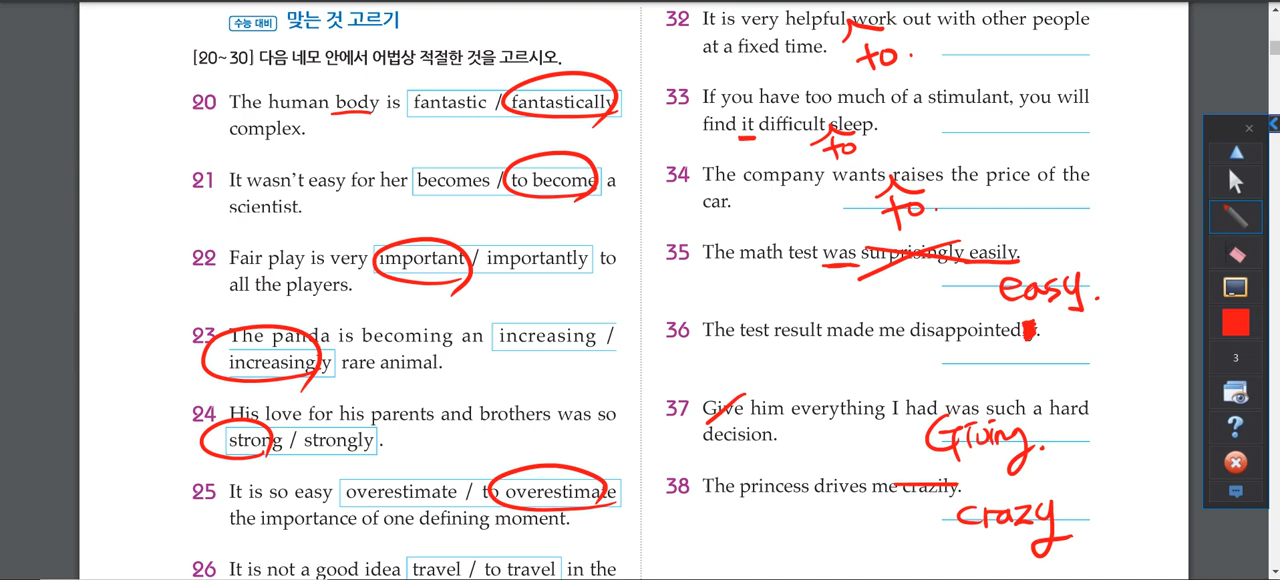 수능 대비 맞는 것 고르기
[20~30] 다음 네모 안에서 어법상 적절한 것을 고르시오.
20 The human body is fantastic / fantastically
complex.
21 It wasn't easy for her becomes / to become a
scientist.
22 Fair play is very important / importantly to
all the players.
23 The panda is becoming an increasing /
increasingly rare animal.
24 His love for his parents and brothers was so
strong / strongly.
25 It is so easy overestimate / to overestimate
the importance of one defining moment.
26 It is not a good idea travel / to travel in the
32 It is very helpful work out with other people
at a fixed time.
to.
33 If you have too much of a stimulant, you will
find it difficult sleep.
to
34 The company wants raises the price of the
car.
to.
35 The math test was surprisingly easily.
easy.
36 The test result made me disappointed.
37 Give him everything I had was such a hard
decision.
Giving.
38 The princess drives me crazily.
crazy
3